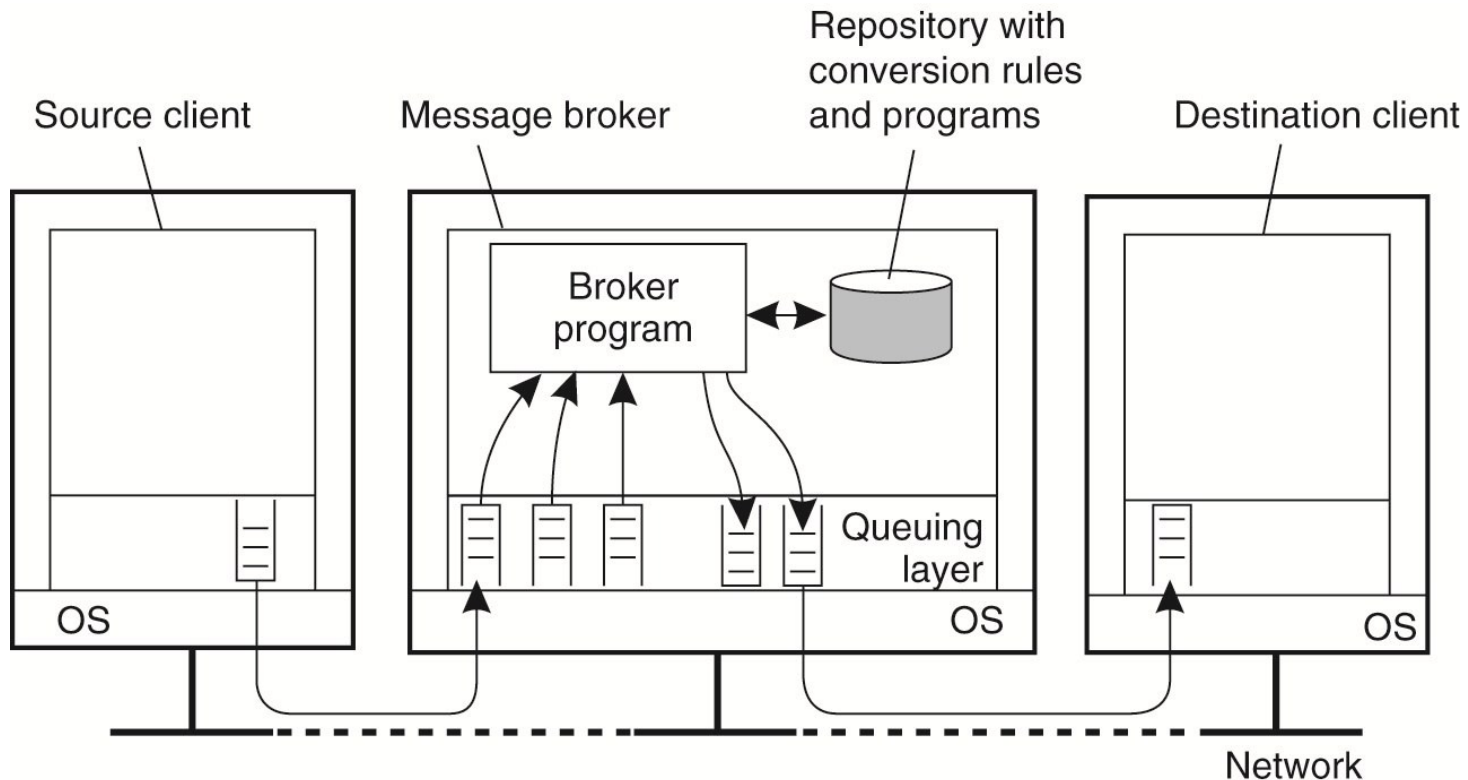 Repository with
conversion rules
and programs
Source client
Message broker
Destination client
Broker
program
Queuing
layer
OS
OS
OS
Network